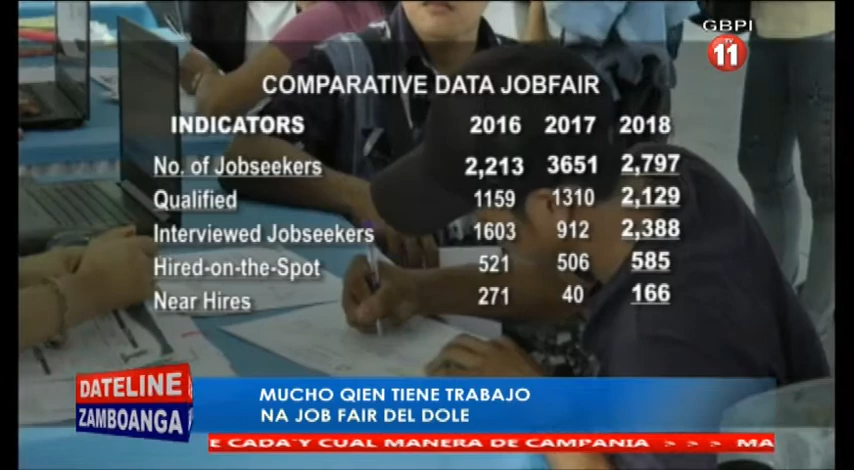 GBPI
TV
11
COMPARATIVE DATA JOBFAIR
INDICATORS 2016 2017 2018
No. of Jobseekers 2,213 3651 2,797
Qualified 1159 1310 2,129
Interviewed Jobseekers 1603 912 2,388
Hired-on-the-Spot 521 506 585
Near Hires 271 40 166
DATELINE
ZAMBOANGA
MUCHO QIEN TIENE TRABAJO
NA JOB FAIR DEL DOLE
E CADA Y CUAL MANERA DE CAMPANIA > > > MA